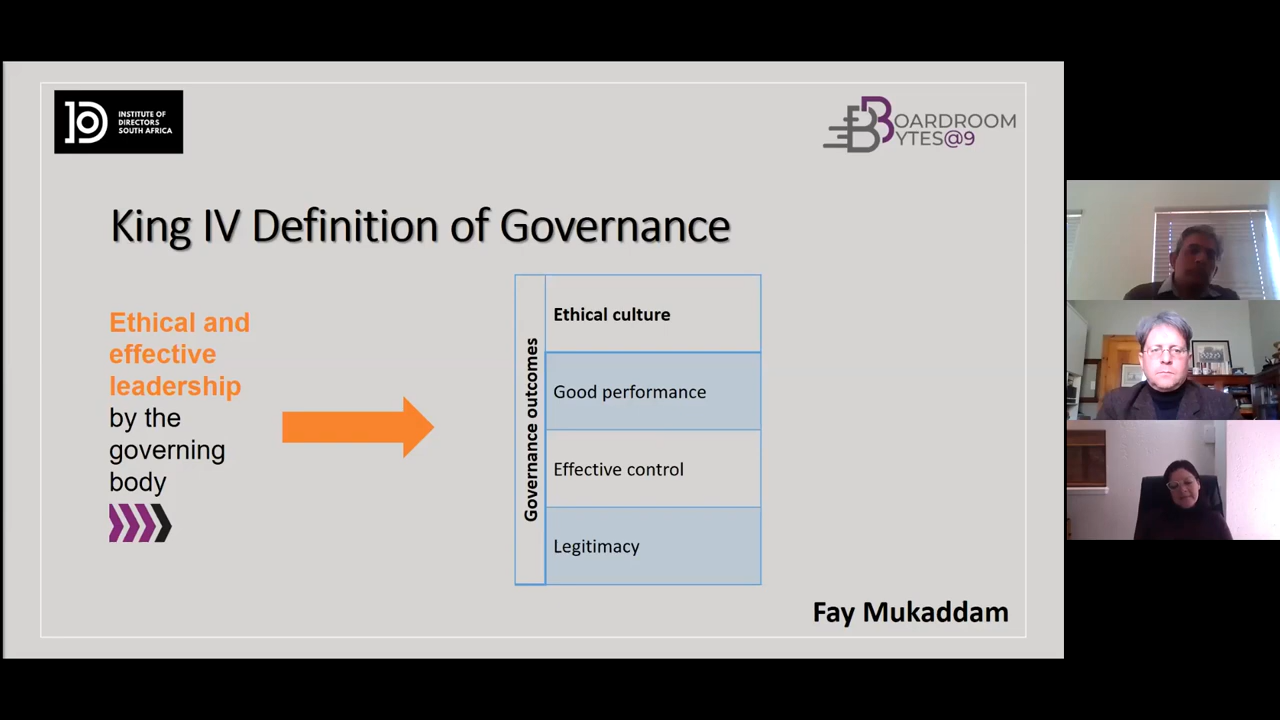 INSTITUTE OF
DIRECTORS
SOUTH AFRICA
BOARDROOM
BYTES@9
King IV Definition of Governance
Ethical and
effective
leadership
by the
governing
body
Governance outcomes
Ethical culture
Good performance
Effective control
Legitimacy
Fay Mukaddam